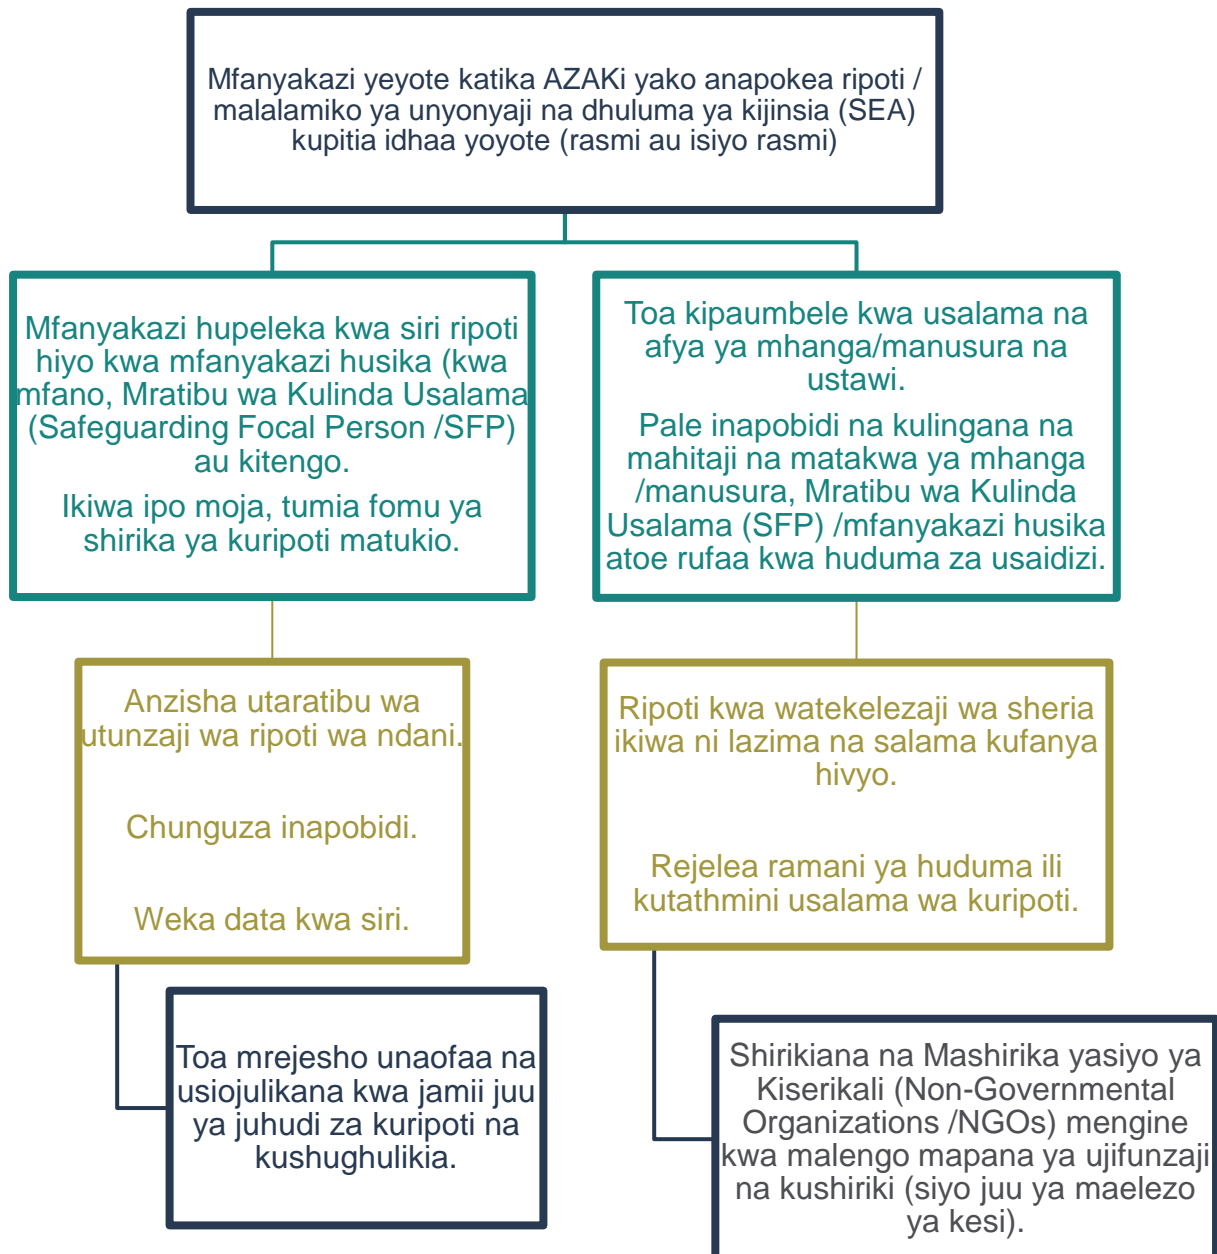 Mfanyakazi yeyote katika AZAKi yako anapokea ripoti /
malalamiko ya unyonyaji na dhuluma ya kijinsia (SEA)
kupitia idhaa yoyote (rasmi au isiyo rasmi)
Mfanyakazi hupeleka kwa siri ripoti
hiyo kwa mfanyakazi husika (kwa
mfano, Mratibu wa Kulinda Usalama
(Safeguarding Focal Person /SFP)
au kitengo.
Ikiwa ipo moja, tumia fomu ya
shirika ya kuripoti matukio.
Toa kipaumbele kwa usalama na
afya ya mhanga/manusura na
ustawi.
Pale inapobidi na kulingana na
mahitaji na matakwa ya mhanga
/manusura, Mratibu wa Kulinda
Usalama (SFP) /mfanyakazi husika
atoe rufaa kwa huduma za usaidizi.
Anzisha utaratibu wa
utunzaji wa ripoti wa ndani.
Chunguza inapobidi.
Weka data kwa siri.
Ripoti kwa watekelezaji wa sheria
ikiwa ni lazima na salama kufanya
hivyo.
Rejelea ramani ya huduma ili
kutathmini usalama wa kuripoti.
Toa mrejesho unaofaa na
usiojulikana kwa jamii juu
ya juhudi za kuripoti na
kushughulikia.
Shirikiana na Mashirika yasiyo ya
Kiserikali (Non-Governmental
Organizations /NGOs) mengine
kwa malengo mapana ya ujifunzaji
na kushiriki (siyo juu ya maelezo
ya kesi).